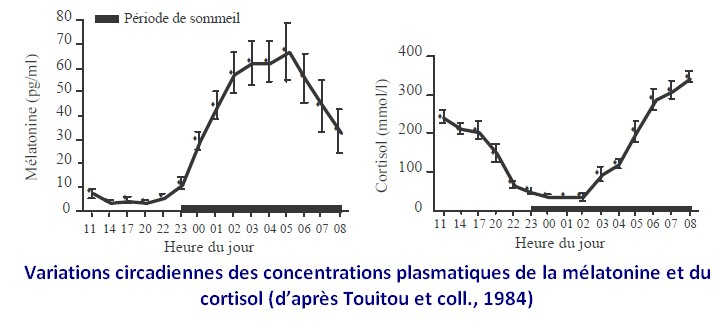 Période de sommeil
Mélatonine (pg/ml)
80
70
60
50
40
30
20
10
0
11 14 17 20 22 23 00 01 02 03 04 05 06 07 08
Heure du jour
Cortisol (mmol/l)
400
300
200
100
0
11 14 17 20 22 23 00 01 02 03 04 05 06 07 08
Heure du jour
Variations circadiennes des concentrations plasmatiques de la mélatonine et du
cortisol (d’après Touitou et coll., 1984)